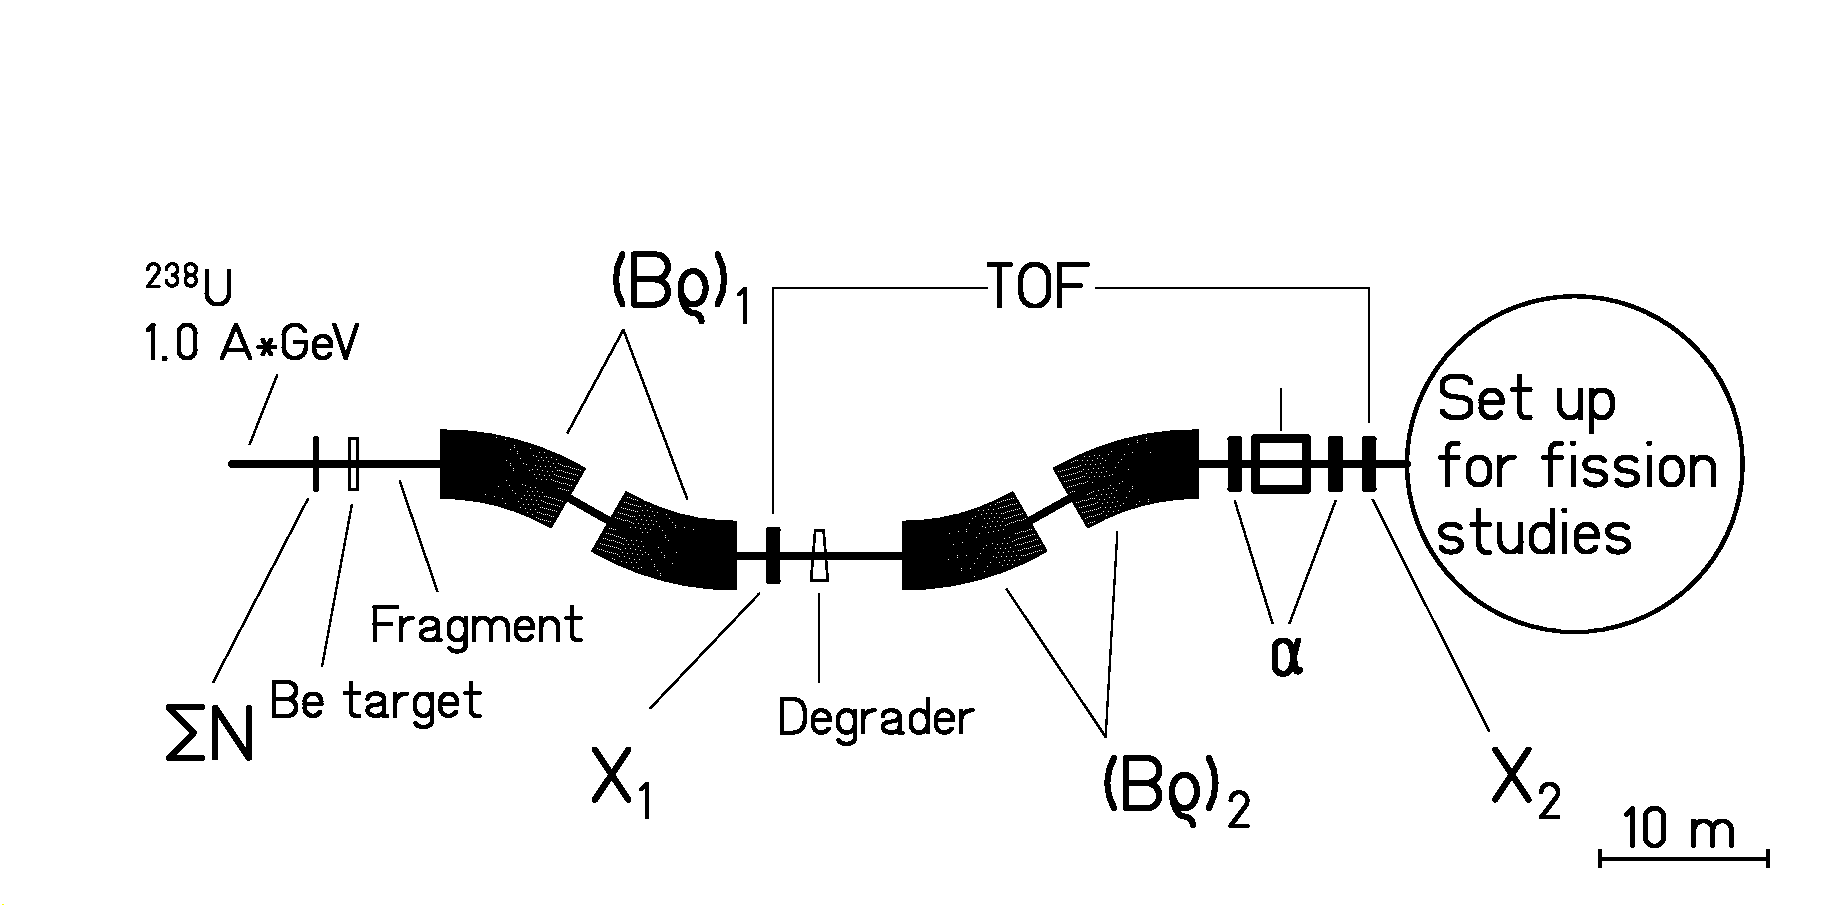 ²³⁸U
1.0 A*GeV
(Bϱ)₁
TOF
Set up
for fission
studies
Fragment
Be target
ΣN
X₁
Degrader
α
(Bϱ)₂
X₂
10 m